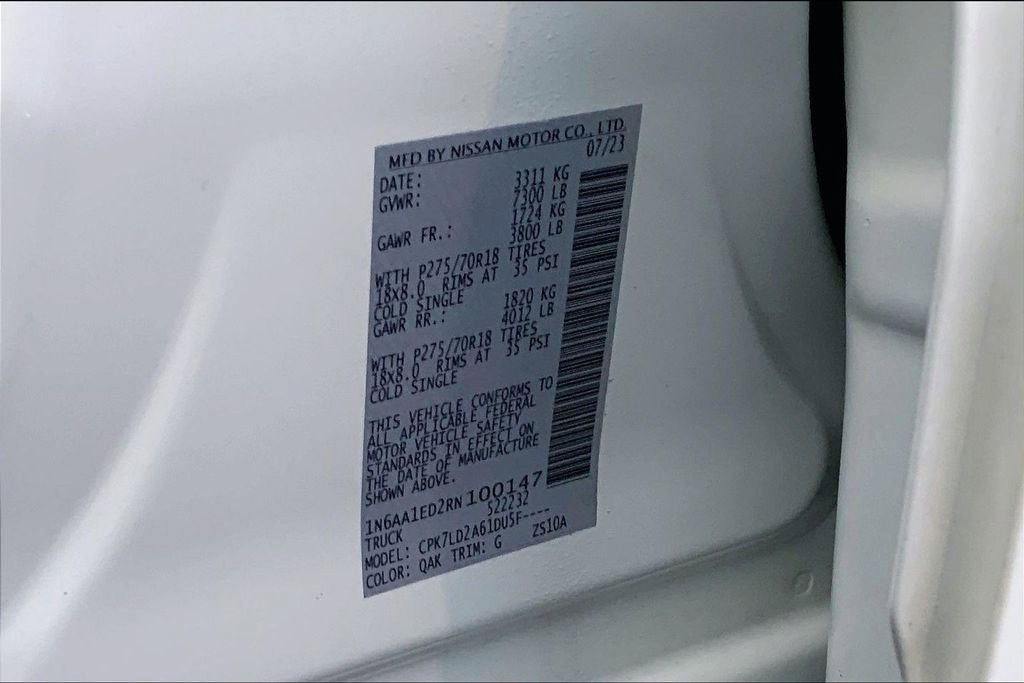 MFD BY NISSAN MOTOR CO., LTD.
DATE: 07/23
GVWR: 3311 KG
7300 LB
GAWR FR.: 1724 KG
3800 LB
WITH P275/70R18 TIRES
18X8.0 RIMS AT 35 PSI
COLD SINGLE
GAWR RR.: 1820 KG
4012 LB
WITH P275/70R18 TIRES
18X8.0 RIMS AT 35 PSI
COLD SINGLE
THIS VEHICLE CONFORMS TO
ALL APPLICABLE FEDERAL
MOTOR VEHICLE SAFETY
STANDARDS IN EFFECT ON
THE DATE OF MANUFACTURE
SHOWN ABOVE.
1N6AA1ED2RN100147
TRUCK 522232
MODEL: CPK7LD2A61DU5F----
COLOR: QAK TRIM: G ZS10A